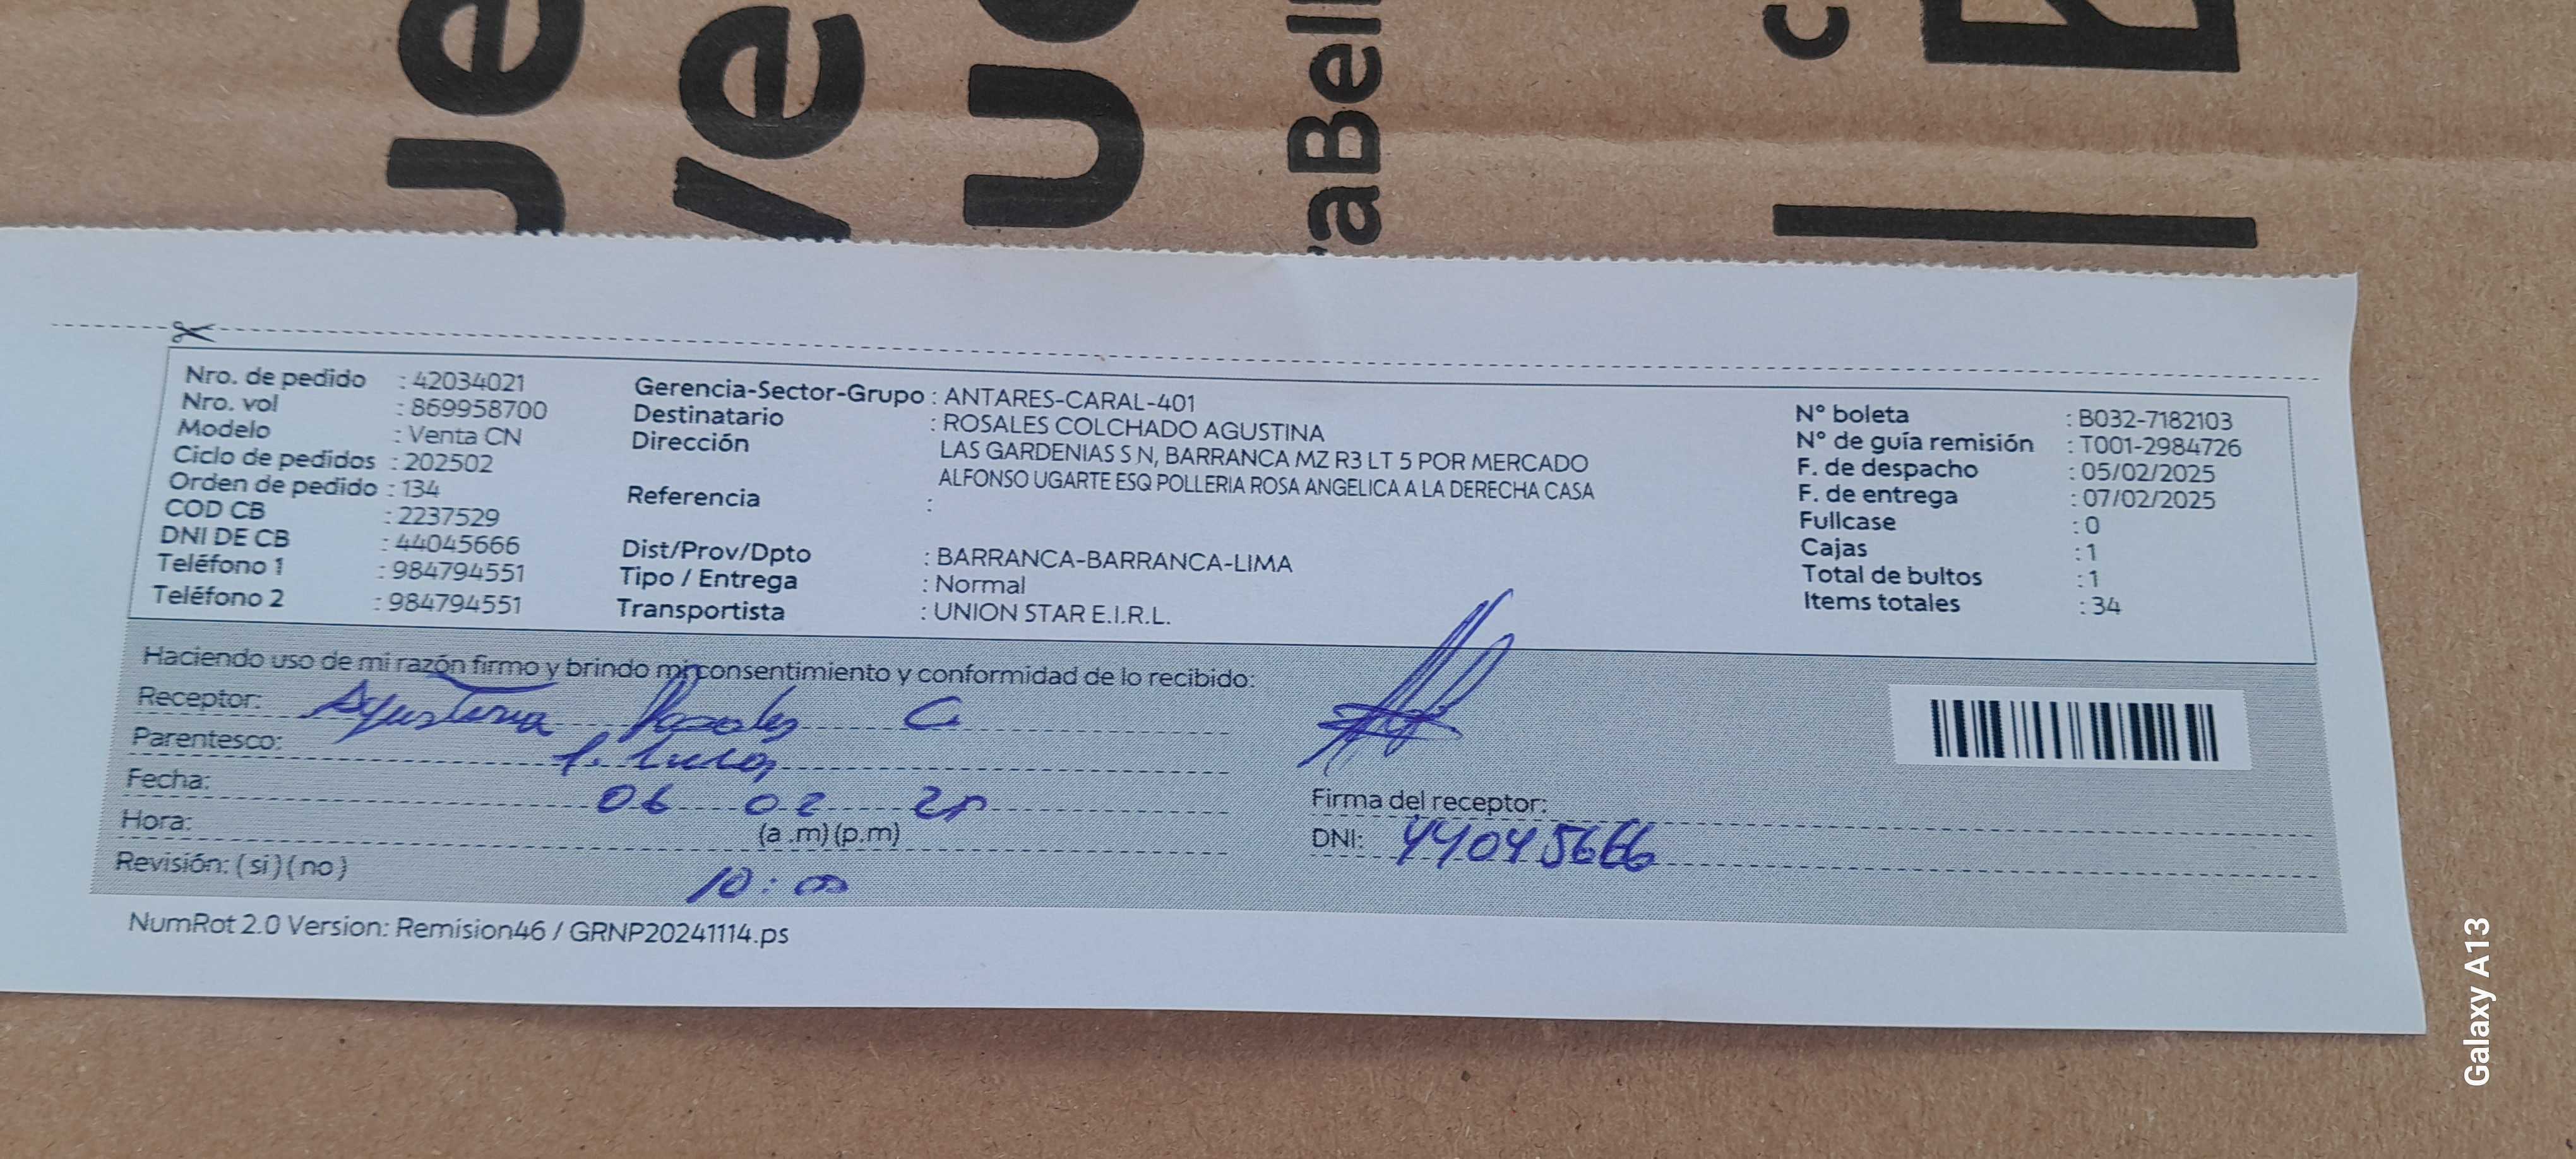 Je
ye
uc
raBell
c
Nro. de pedido : 42034021
Nro. vol : 869958700
Modelo : Venta CN
Ciclo de pedidos : 202502
Orden de pedido : 134
COD CB : 2237529
DNI DE CB : 44045666
Teléfono 1 : 984794551
Teléfono 2 : 984794551
Gerencia-Sector-Grupo : ANTARES-CARAL-401
Destinatario : ROSALES COLCHADO AGUSTINA
Dirección LAS GARDENIAS S N, BARRANCA MZ R3 LT 5 POR MERCADO
ALFONSO UGARTE ESQ POLLERIA ROSA ANGELICA A LA DERECHA CASA
Referencia :
Dist/Prov/Dpto : BARRANCA-BARRANCA-LIMA
Tipo / Entrega : Normal
Transportista : UNION STAR E.I.R.L.
N° boleta : B032-7182103
N° de guía remisión : T001-2984726
F. de despacho : 05/02/2025
F. de entrega : 07/02/2025
Fullcase : 0
Cajas : 1
Total de bultos : 1
Items totales : 34
Haciendo uso de mi razón firmo y brindo mi consentimiento y conformidad de lo recibido:
Receptor: Agustina Rosales C
Parentesco:
Fecha: 06 02 25
Hora: (a .m) (p.m)
Revisión: ( si ) ( no )
10:00
Firma del receptor:
DNI: 44045666
NumRot 2.0 Version: Remision46 / GRNP20241114.ps
Galaxy A13